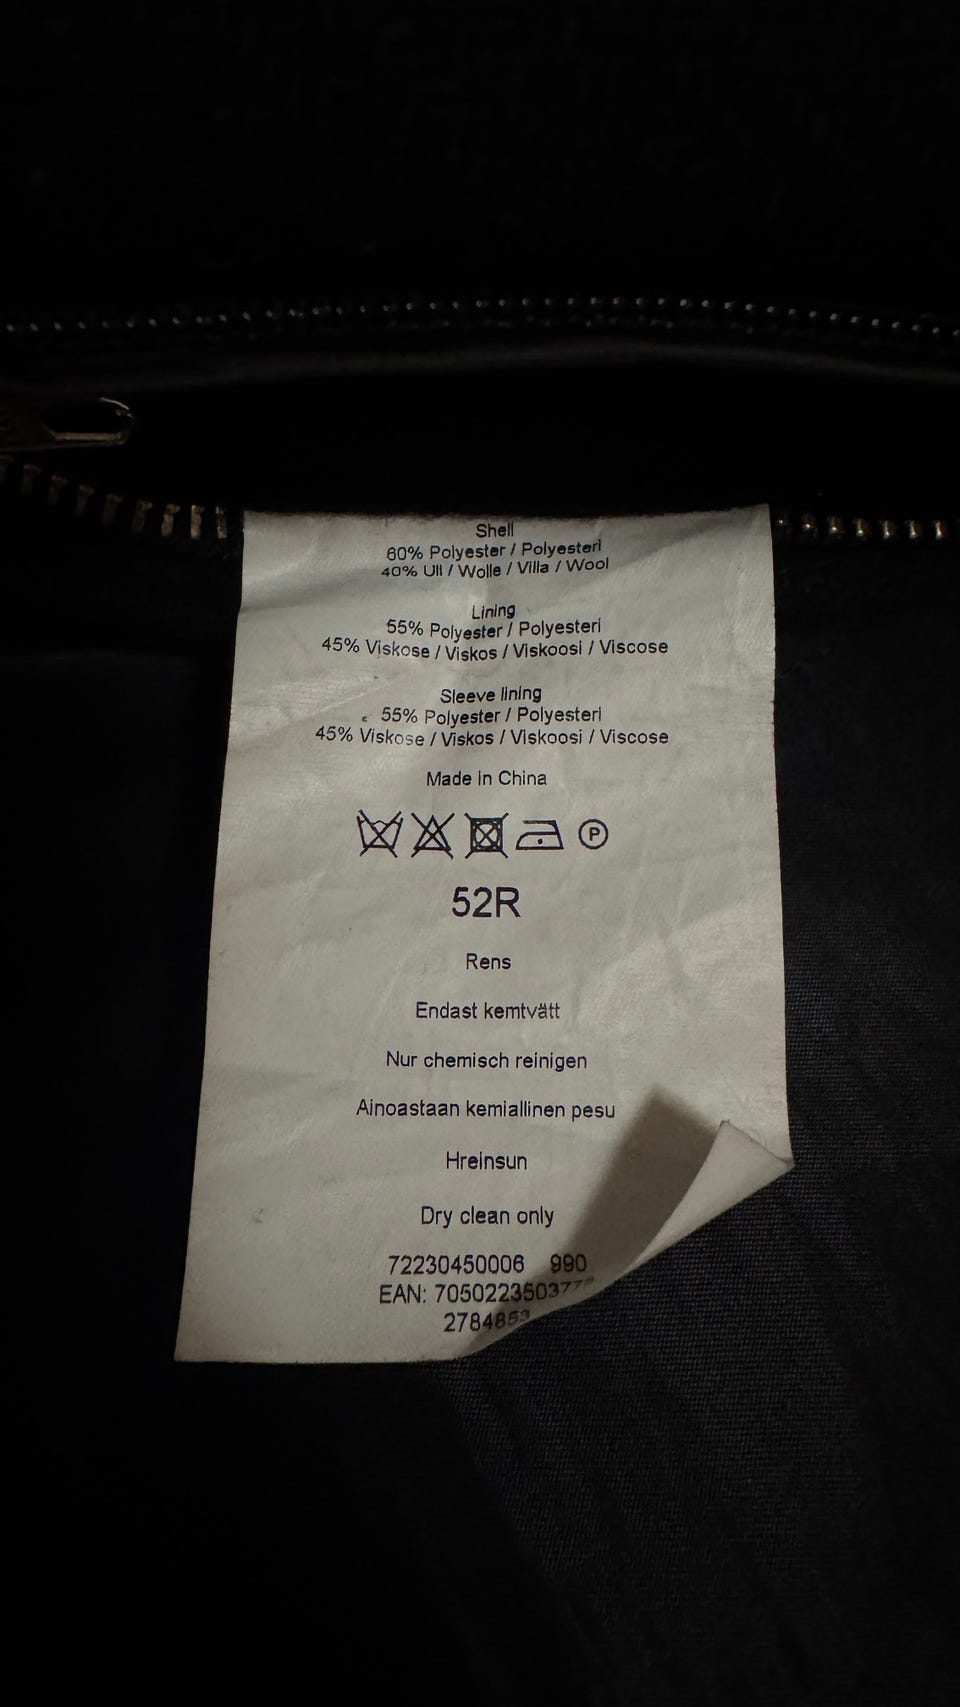 Shell
60% Polyester / Polyesteri
40% Ull / Wolle / Villa / Wool
Lining
55% Polyester / Polyesteri
45% Viskose / Viskos / Viskoosi / Viscose
Sleeve lining
55% Polyester / Polyesteri
45% Viskose / Viskos / Viskoosi / Viscose
Made in China
P
52R
Rens
Endast kemtvätt
Nur chemisch reinigen
Ainoastaan kemiallinen pesu
Hreinsun
Dry clean only
72230450006 990
EAN: